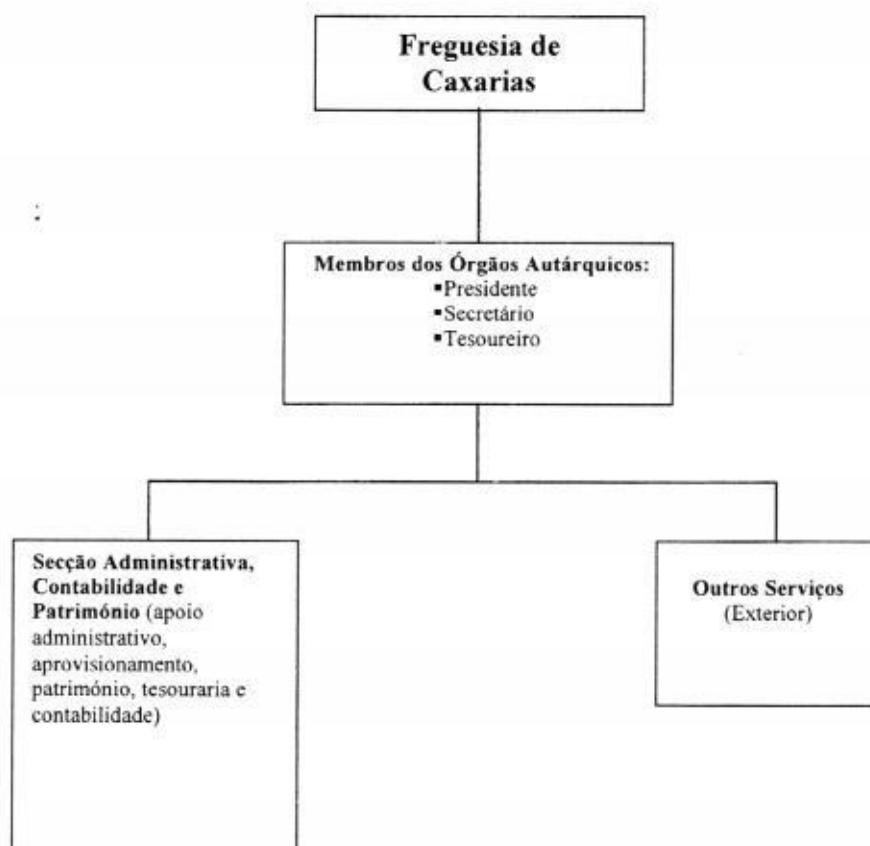 Freguesia de
Caxarias
Membros dos Órgãos Autárquicos:
▪Presidente
▪Secretário
▪Tesoureiro
Secção Administrativa,
Contabilidade e
Património (apoio
administrativo,
aprovisionamento,
património, tesouraria e
contabilidade)
Outros Serviços
(Exterior)